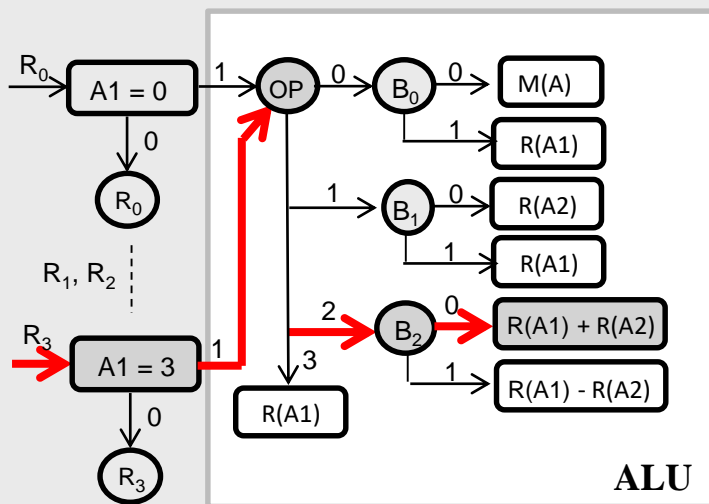 R₀
A1 = 0
1
OP
0
B₀
0
M(A)
1
R(A1)
0
R₀
1
B₁
0
R(A2)
1
R(A1)
R₁, R₂
R₃
A1 = 3
1
2
B₂
0
R(A1) + R(A2)
3
1
R(A1) - R(A2)
0
R(A1)
R₃
ALU